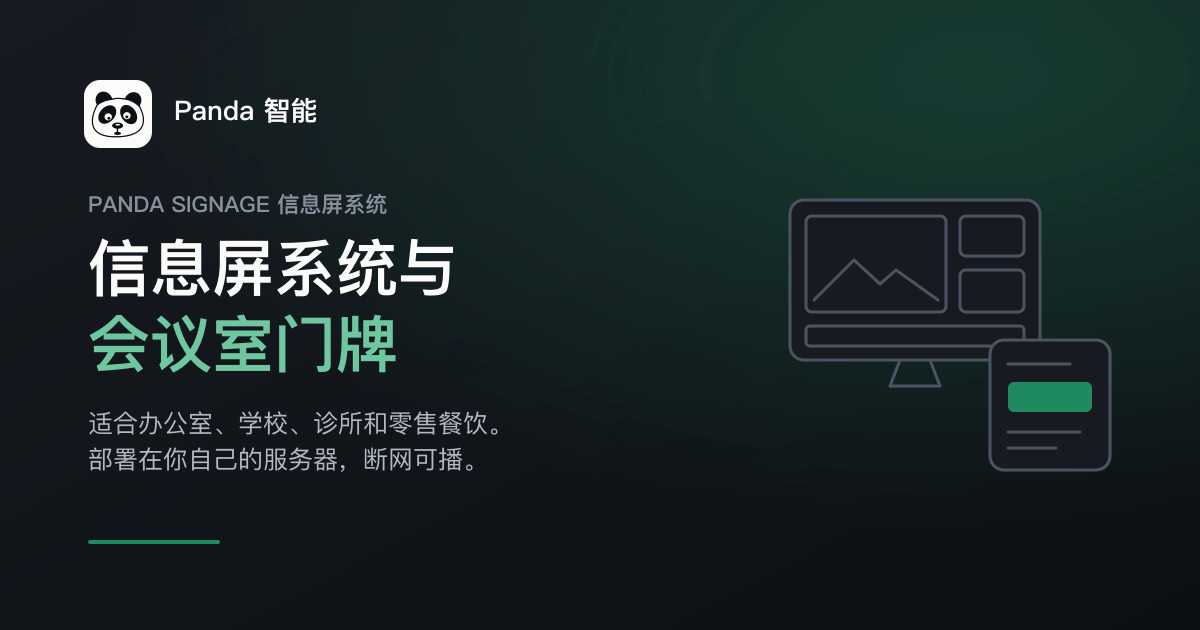 Panda 智能
PANDA SIGNAGE 信息屏系统
信息屏系统与
会议室门牌
适合办公室、学校、诊所和零售餐饮。
部署在你自己的服务器，断网可播。